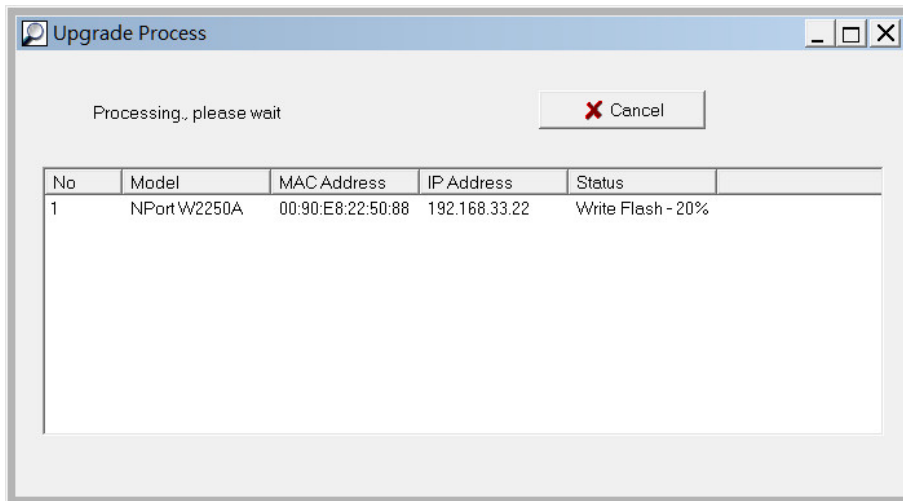 Upgrade Process
Processing., please wait
Cancel
No Model MAC Address IP Address Status
1 NPort W2250A 00:90:E8:22:50:88 192.168.33.22 Write Flash - 20%